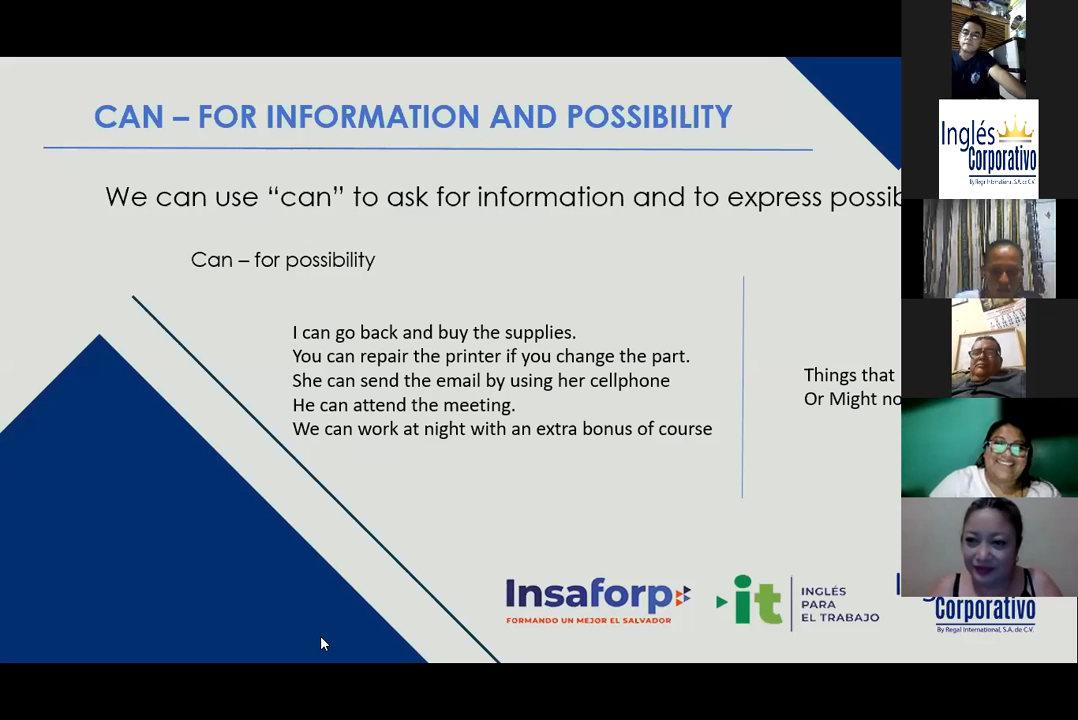 CAN – FOR INFORMATION AND POSSIBILITY
We can use “can” to ask for information and to express
Can – for possibility
I can go back and buy the supplies.
You can repair the printer if you change the part.
She can send the email by using her cellphone
He can attend the meeting.
We can work at night with an extra bonus of course
Things that
Or Might
Insaforp
FORMANDO UN MEJOR EL SALVADOR
it
INGLÉS
PARA
EL TRABAJO
Corporativo
By Regal International, S.A. de C.V.
Inglés
Corporativo
By Regal International, S.A. de C.V.